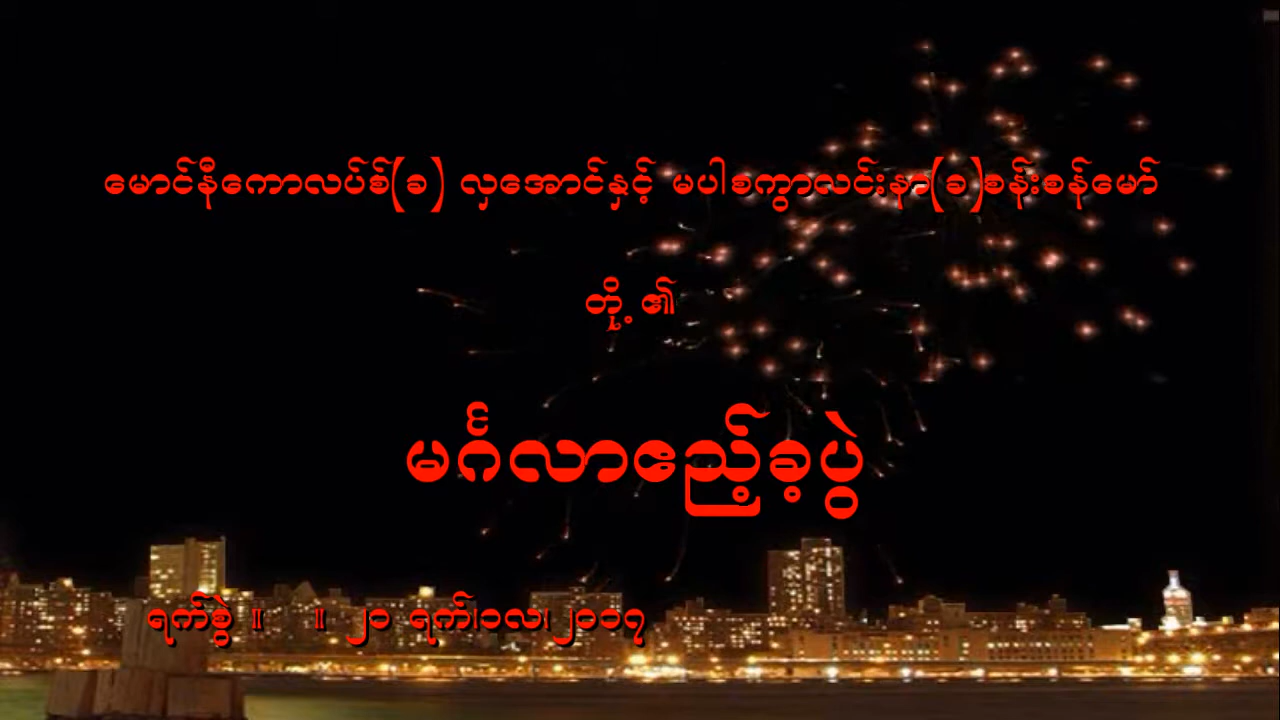 မောင်နီကောလပ်စ်(ခ) လှအောင်နှင့် မပါစကွာလင်းနာ(ခ)စန်းစန်မော်
တို့ ၏
မင်္ဂလာဧည့်ခံပွဲ
ရက်စွဲ ။ ။ ၂၁ ရက်၊၁လ၊၂၀၁၇